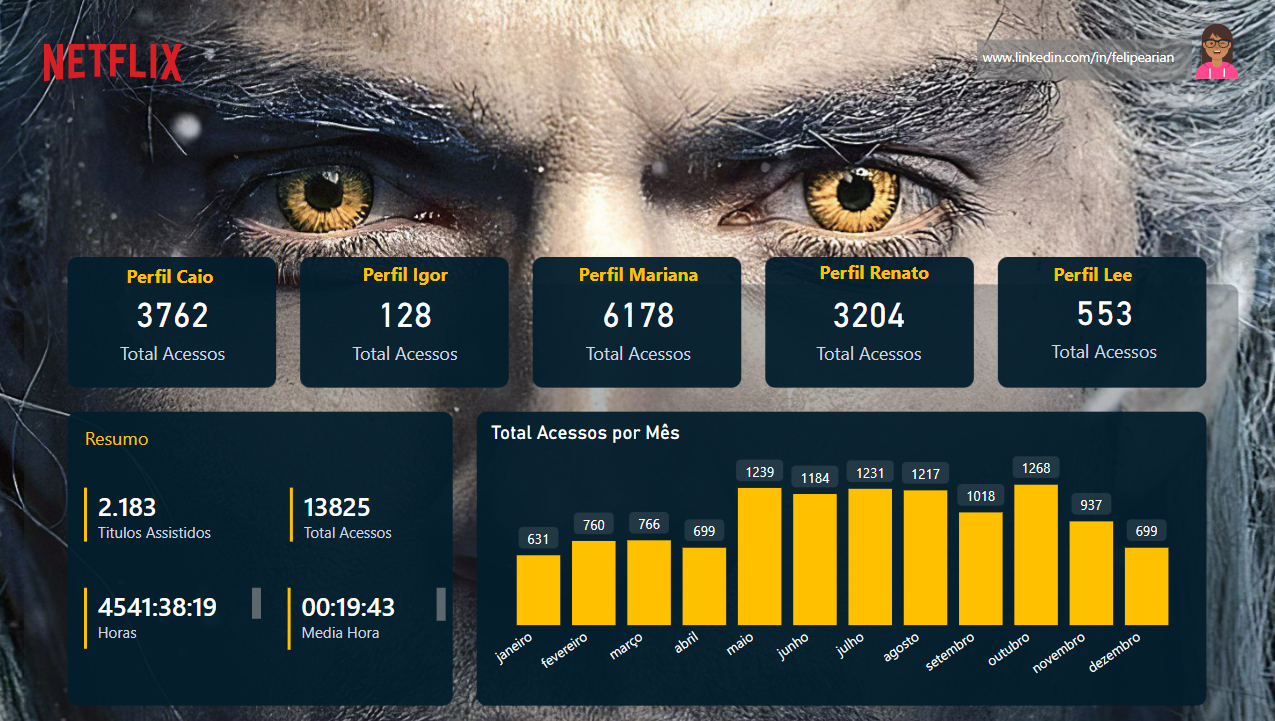 NETFLIX
www.linkedin.com/in/felipearian
Perfil Caio
3762
Total Acessos
Perfil Igor
128
Total Acessos
Perfil Mariana
6178
Total Acessos
Perfil Renato
3204
Total Acessos
Perfil Lee
553
Total Acessos
Resumo
2.183
Titulos Assistidos
13825
Total Acessos
4541:38:19
Horas
00:19:43
Media Hora
Total Acessos por Mês
631
760
766
699
1239
1184
1231
1217
1018
1268
937
699
janeiro
fevereiro
março
abril
maio
junho
julho
agosto
setembro
outubro
novembro
dezembro